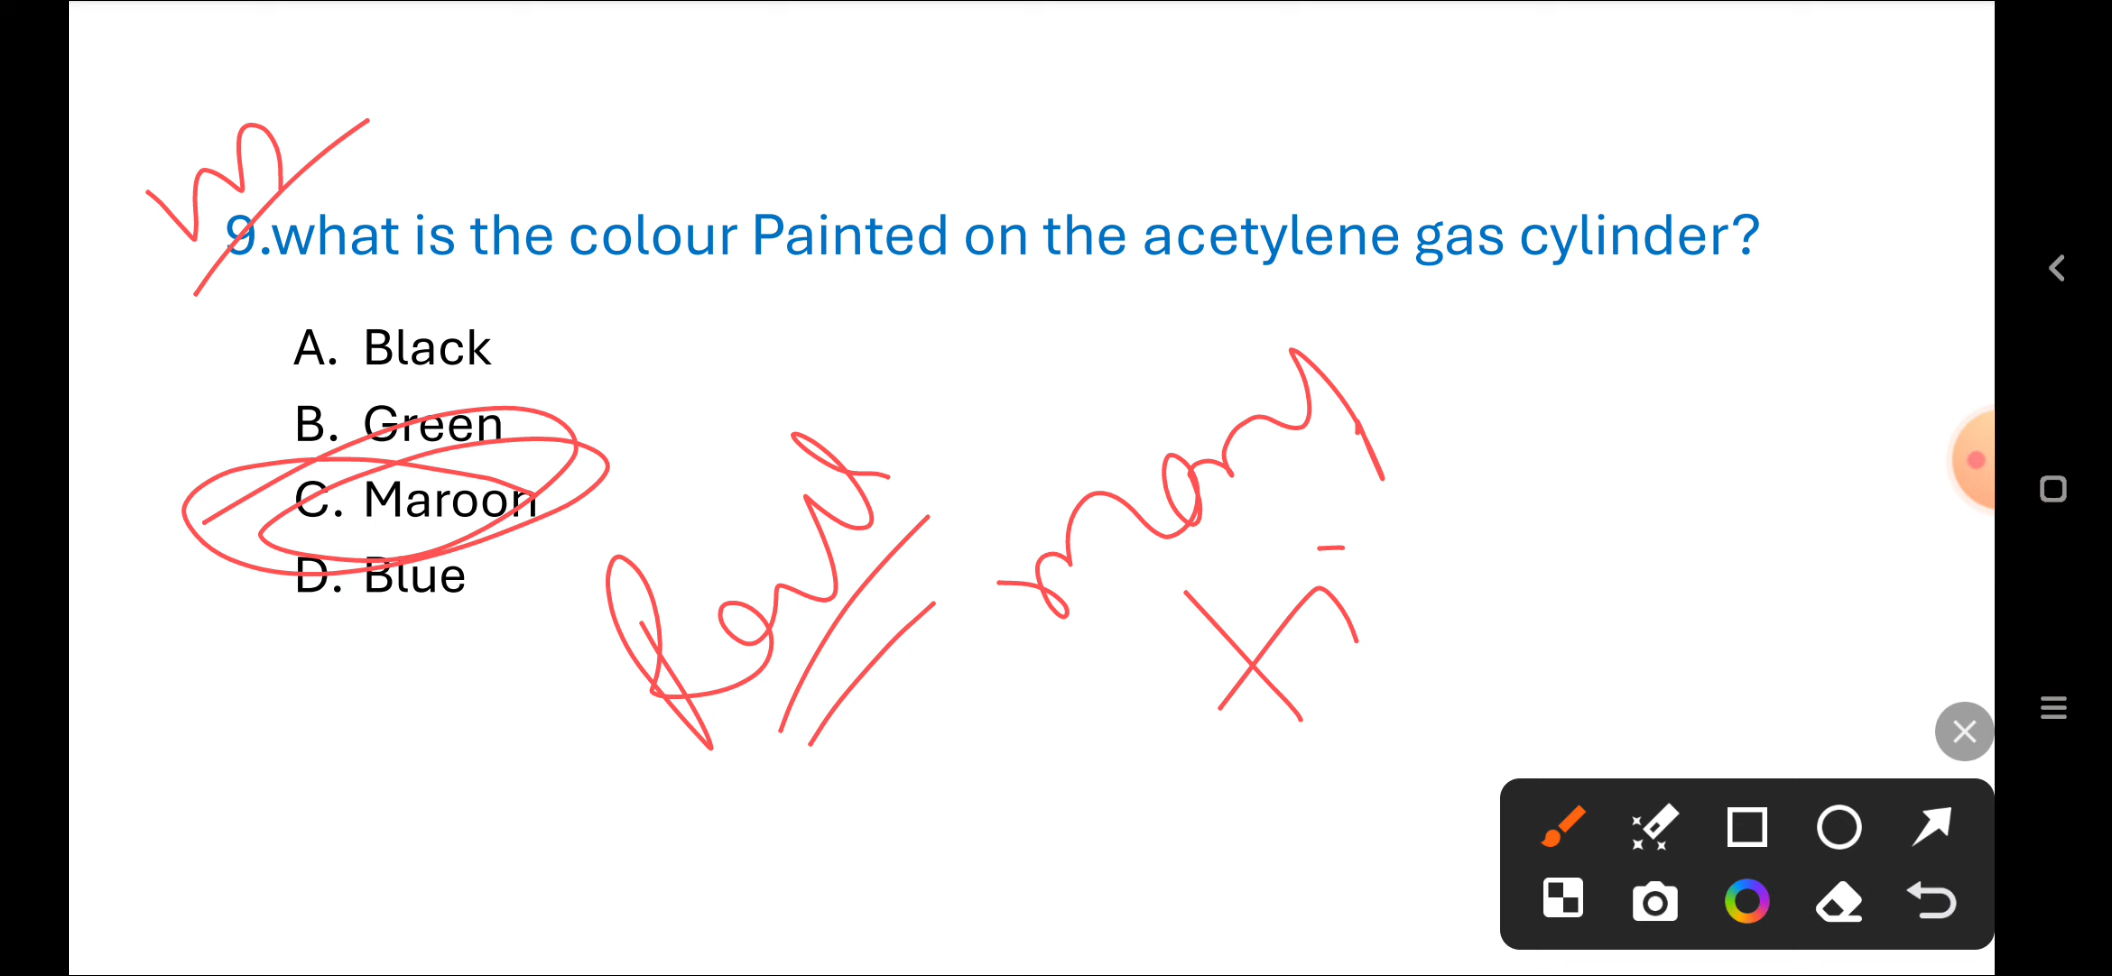 9.what is the colour Painted on the acetylene gas cylinder?
A. Black
B. Green
C. Maroon
D. Blue